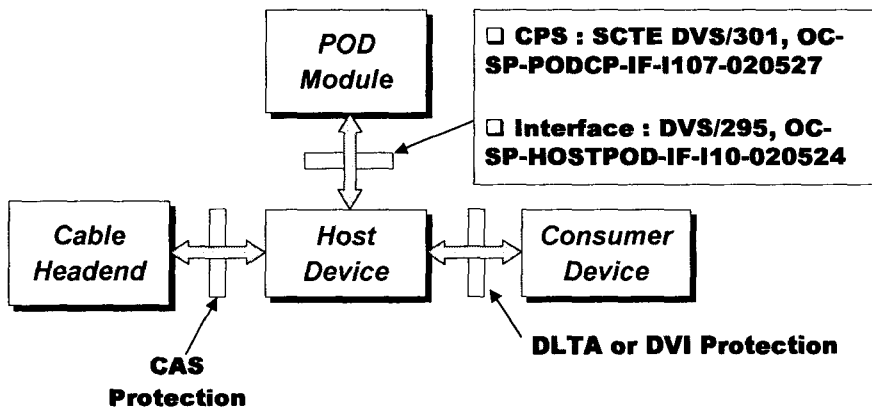 POD
Module
❑ CPS : SCTE DVS/301, OC-
SP-PODCP-IF-I107-020527
❑ Interface : DVS/295, OC-
SP-HOSTPOD-IF-I10-020524
Cable
Headend
Host
Device
Consumer
Device
CAS
Protection
DLTA or DVI Protection